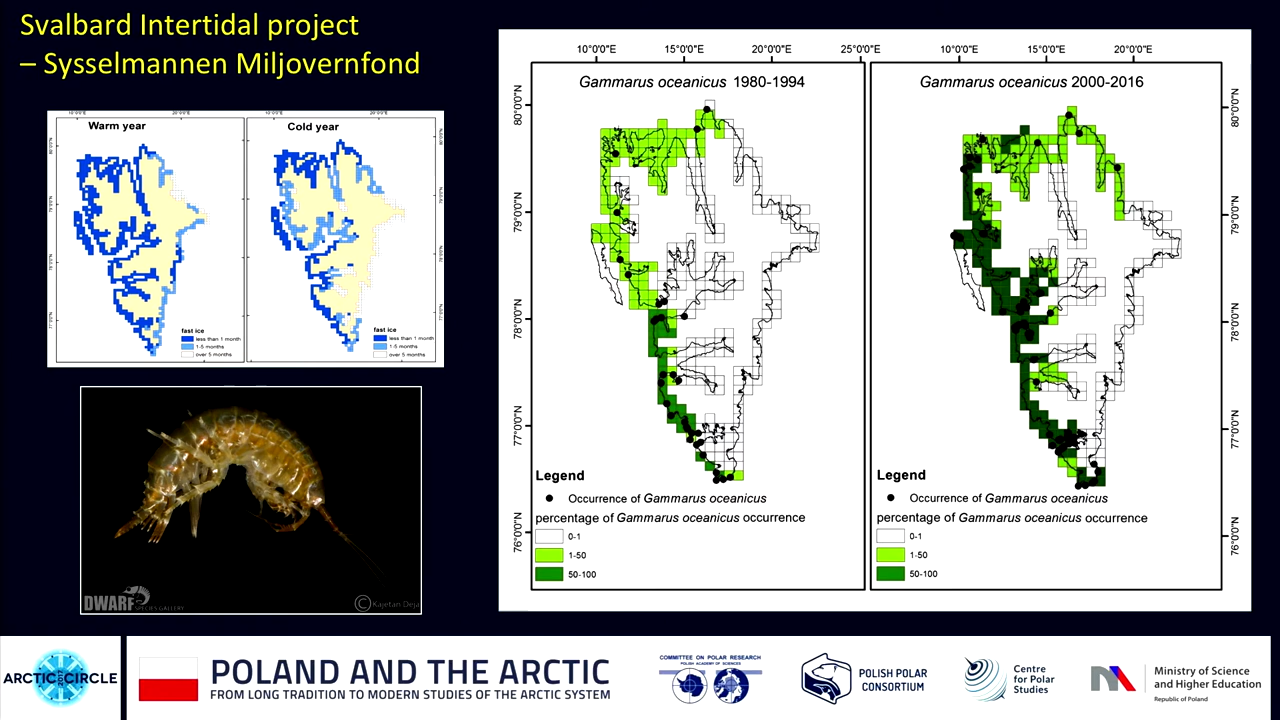 Svalbard Intertidal project
– Sysselmannen Miljovernfond
Warm year
Cold year
fast ice
less than 1 month
1-5 months
over 5 months
fast ice
less than 1 month
1-5 months
over 5 months
DWARF
SPECIES GALLERY
© Kajetan Deja
10°0'0"E 15°0'0"E 20°0'0"E 25°0'0"E 10°0'0"E 15°0'0"E 20°0'0"E
Gammarus oceanicus 1980-1994
Gammarus oceanicus 2000-2016
80°0'0"N
79°0'0"N
78°0'0"N
77°0'0"N
76°0'0"N
80°0'0"N
79°0'0"N
78°0'0"N
77°0'0"N
76°0'0"N
Legend
Occurrence of Gammarus oceanicus
percentage of Gammarus oceanicus occurrence
0-1
1-50
50-100
Legend
Occurrence of Gammarus oceanicus
percentage of Gammarus oceanicus occurrence
0-1
1-50
50-100
ARCTIC CIRCLE
2017
POLAND AND THE ARCTIC
FROM LONG TRADITION TO MODERN STUDIES OF THE ARCTIC SYSTEM
COMMITTEE ON POLAR RESEARCH
POLISH ACADEMY OF SCIENCES
POLISH POLAR
CONSORTIUM
Centre
for Polar
Studies
Ministry of Science
and Higher Education
Republic of Poland